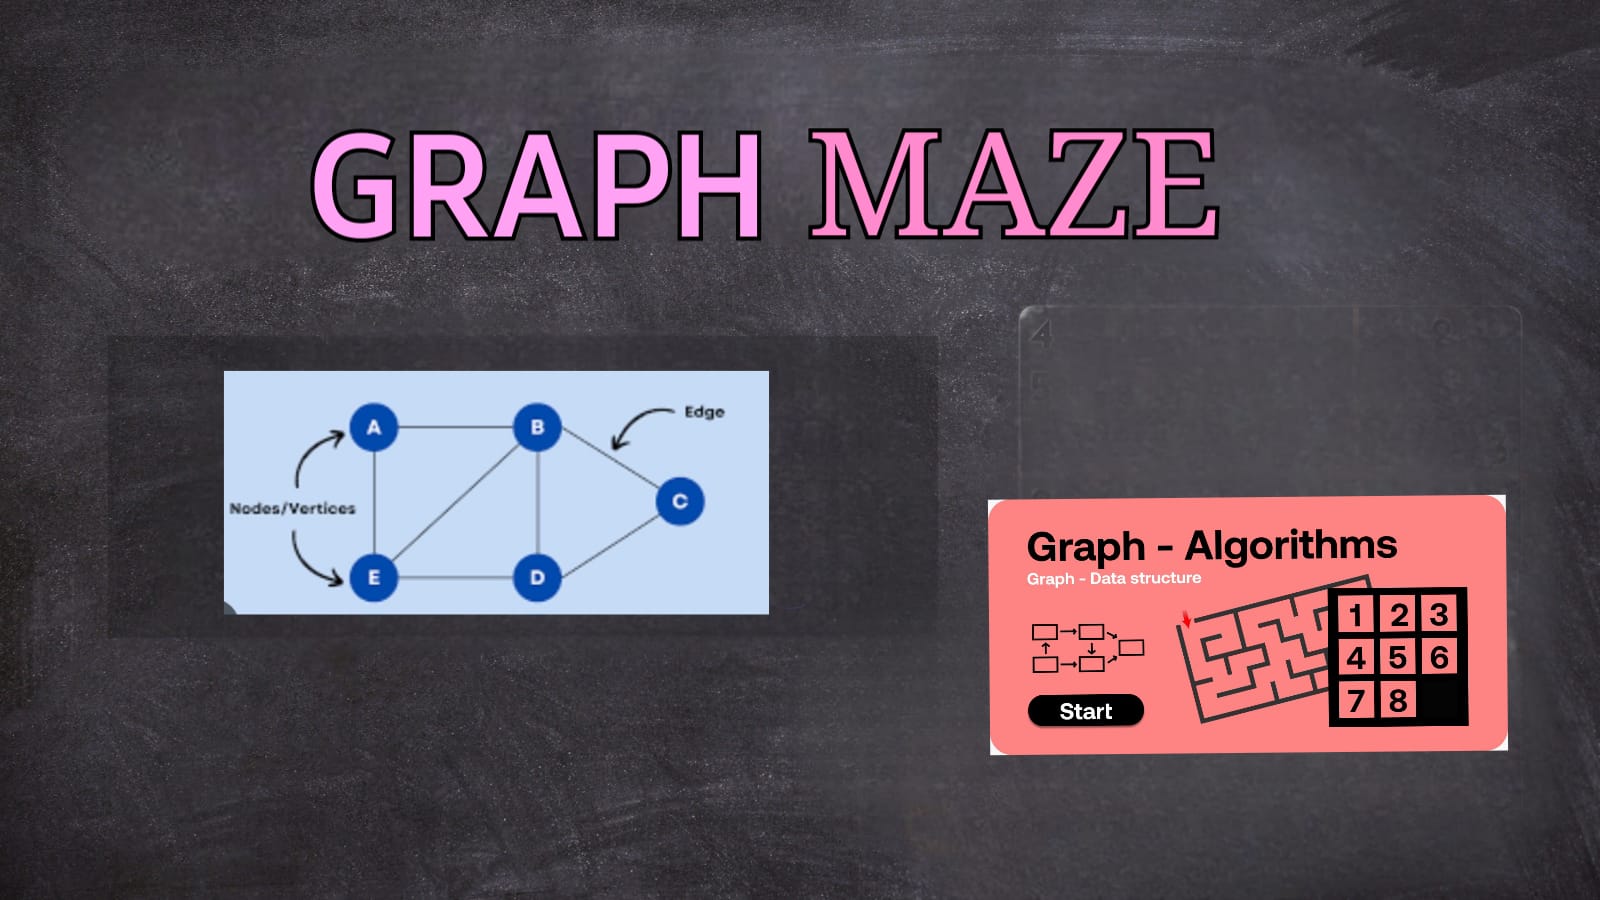 GRAPH MAZE
A
B
Edge
C
Nodes/Vertices
E
D
Graph - Algorithms
Graph - Data structure
Start
1 2 3
4 5 6
7 8